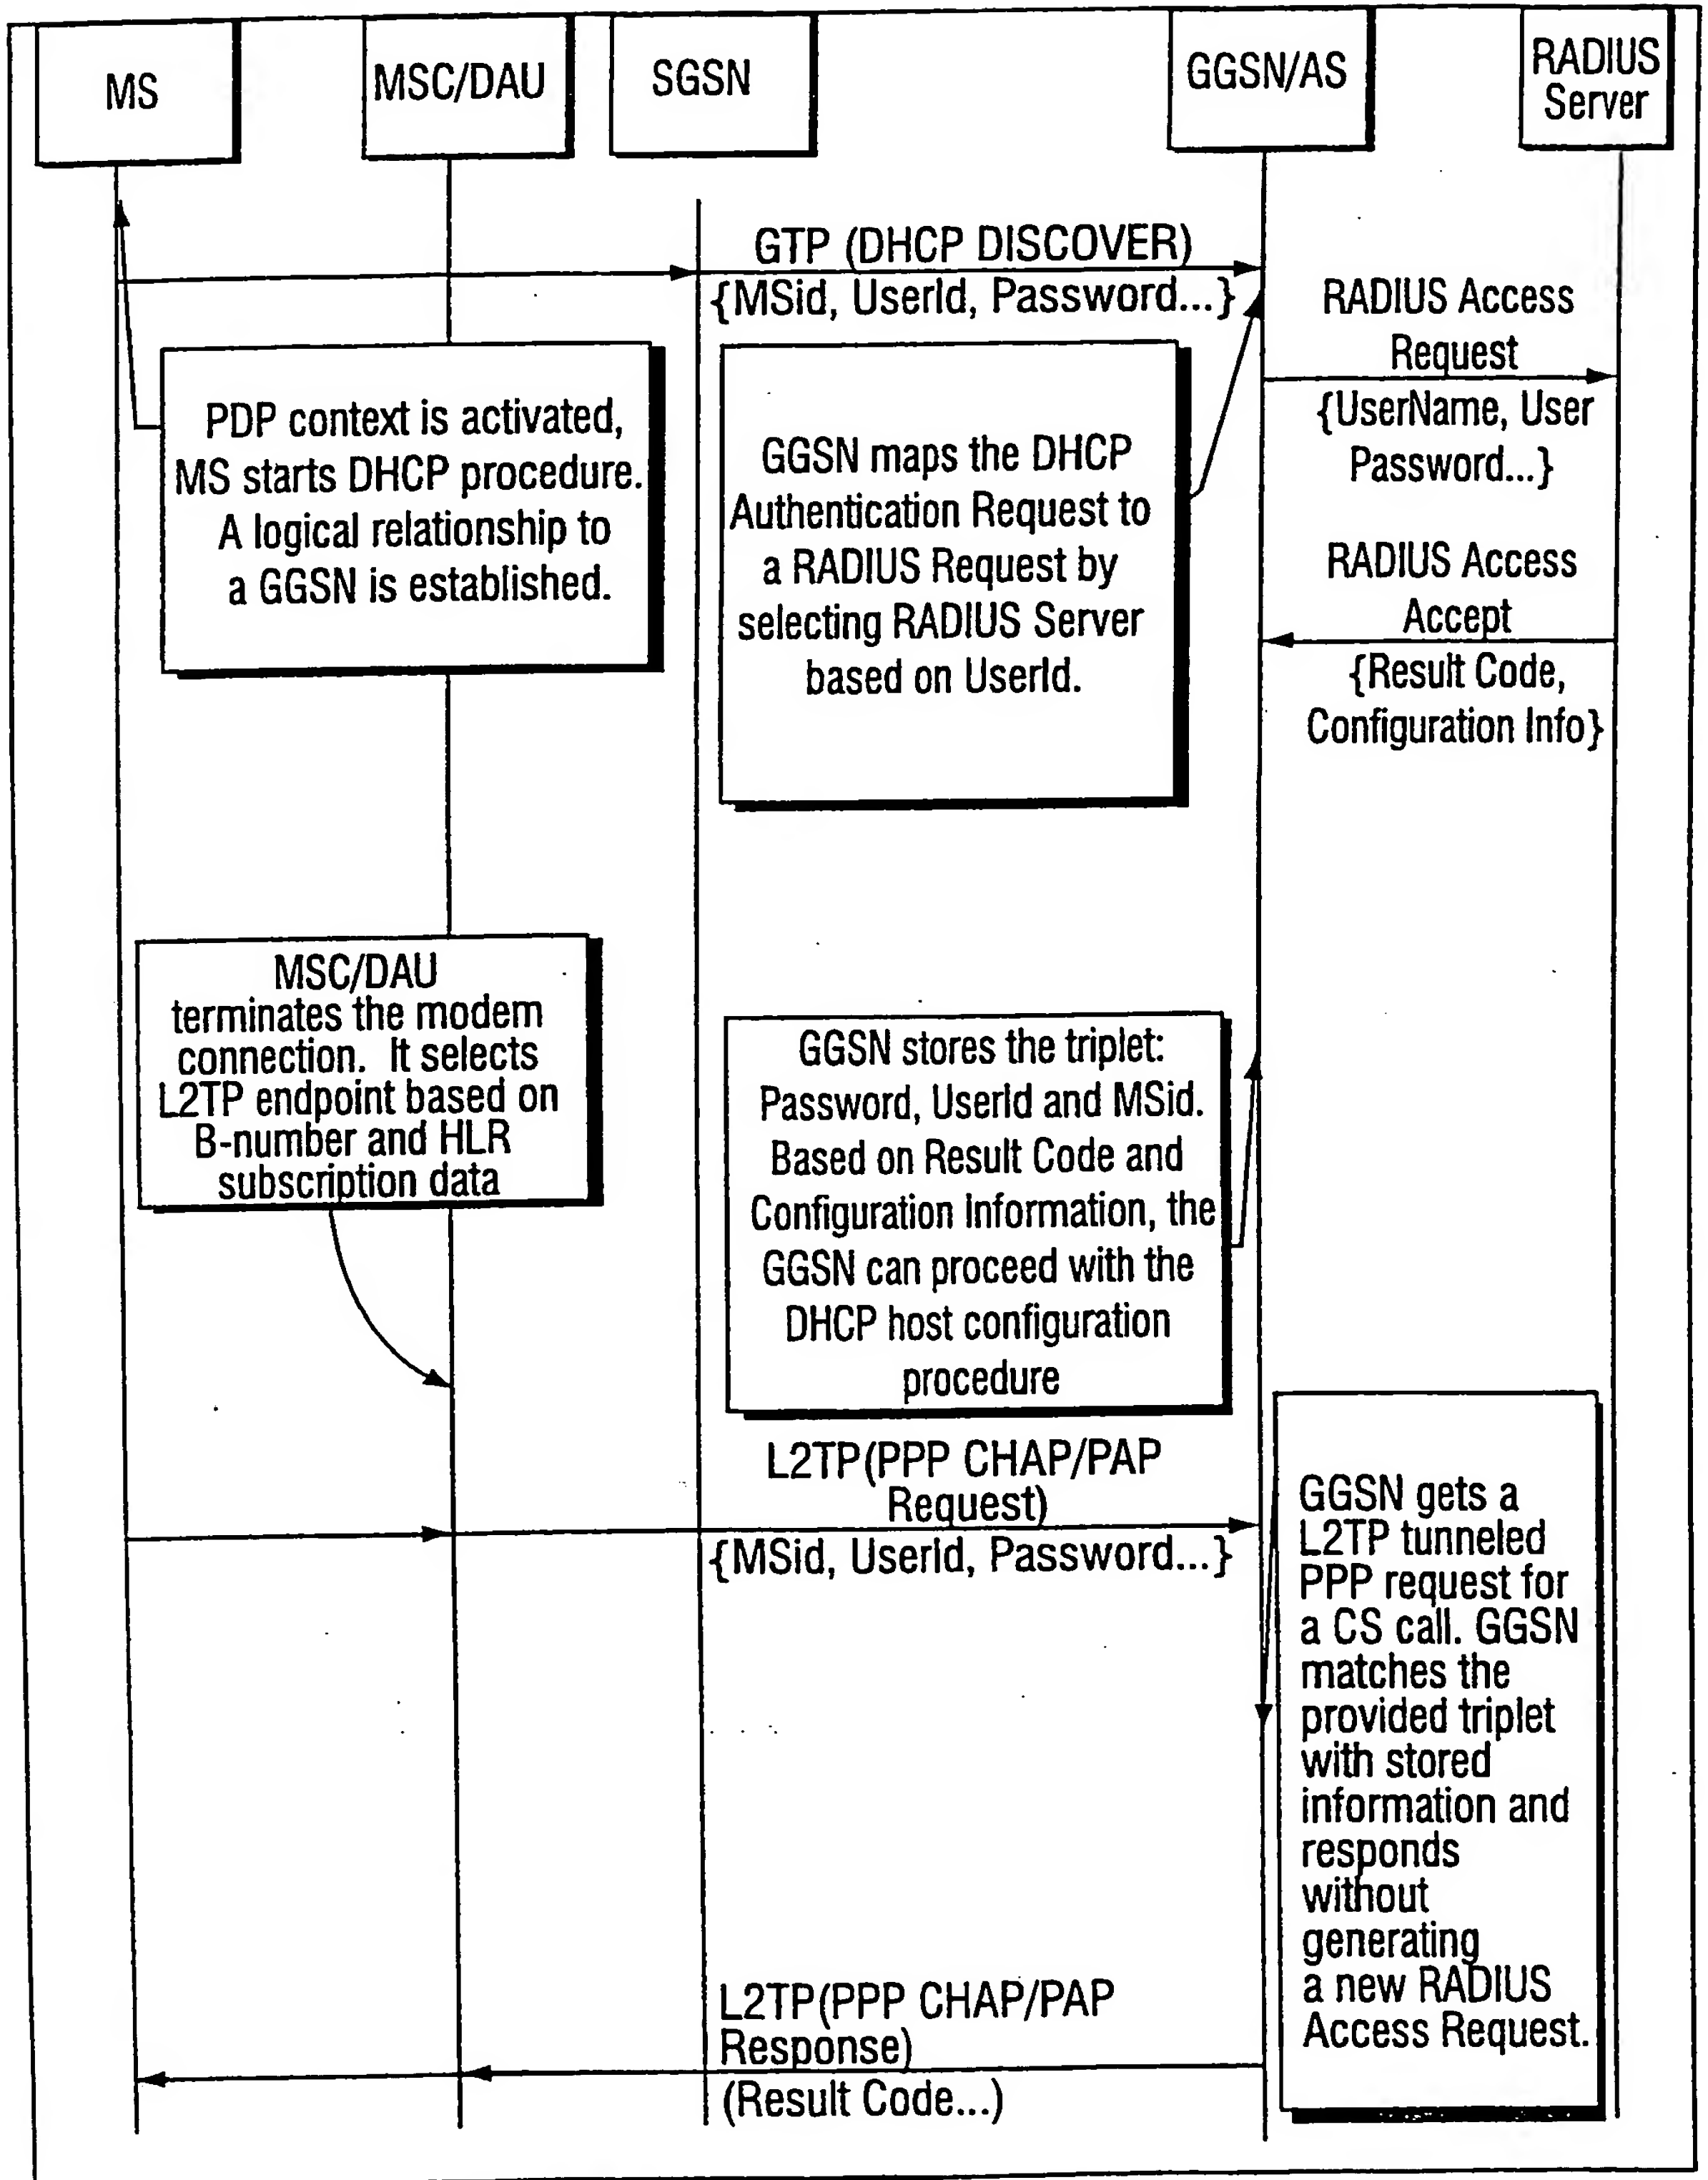 MS
MSC/DAU
SGSN
GGSN/AS
RADIUS
Server
GTP (DHCP DISCOVER)
{MSid, UserId, Password...}
RADIUS Access
Request
{UserName, User
Password...}
PDP context is activated,
MS starts DHCP procedure.
A logical relationship to
a GGSN is established.
GGSN maps the DHCP
Authentication Request to
a RADIUS Request by
selecting RADIUS Server
based on UserId.
RADIUS Access
Accept
{Result Code,
Configuration Info}
MSC/DAU
terminates the modem
connection. It selects
L2TP endpoint based on
B-number and HLR
subscription data
GGSN stores the triplet:
Password, UserId and MSid.
Based on Result Code and
Configuration Information, the
GGSN can proceed with the
DHCP host configuration
procedure
L2TP(PPP CHAP/PAP
Request)
{MSid, UserId, Password...}
GGSN gets a
L2TP tunneled
PPP request for
a CS call. GGSN
matches the
provided triplet
with stored
information and
responds
without
generating
a new RADIUS
Access Request.
L2TP(PPP CHAP/PAP
Response)
(Result Code...)